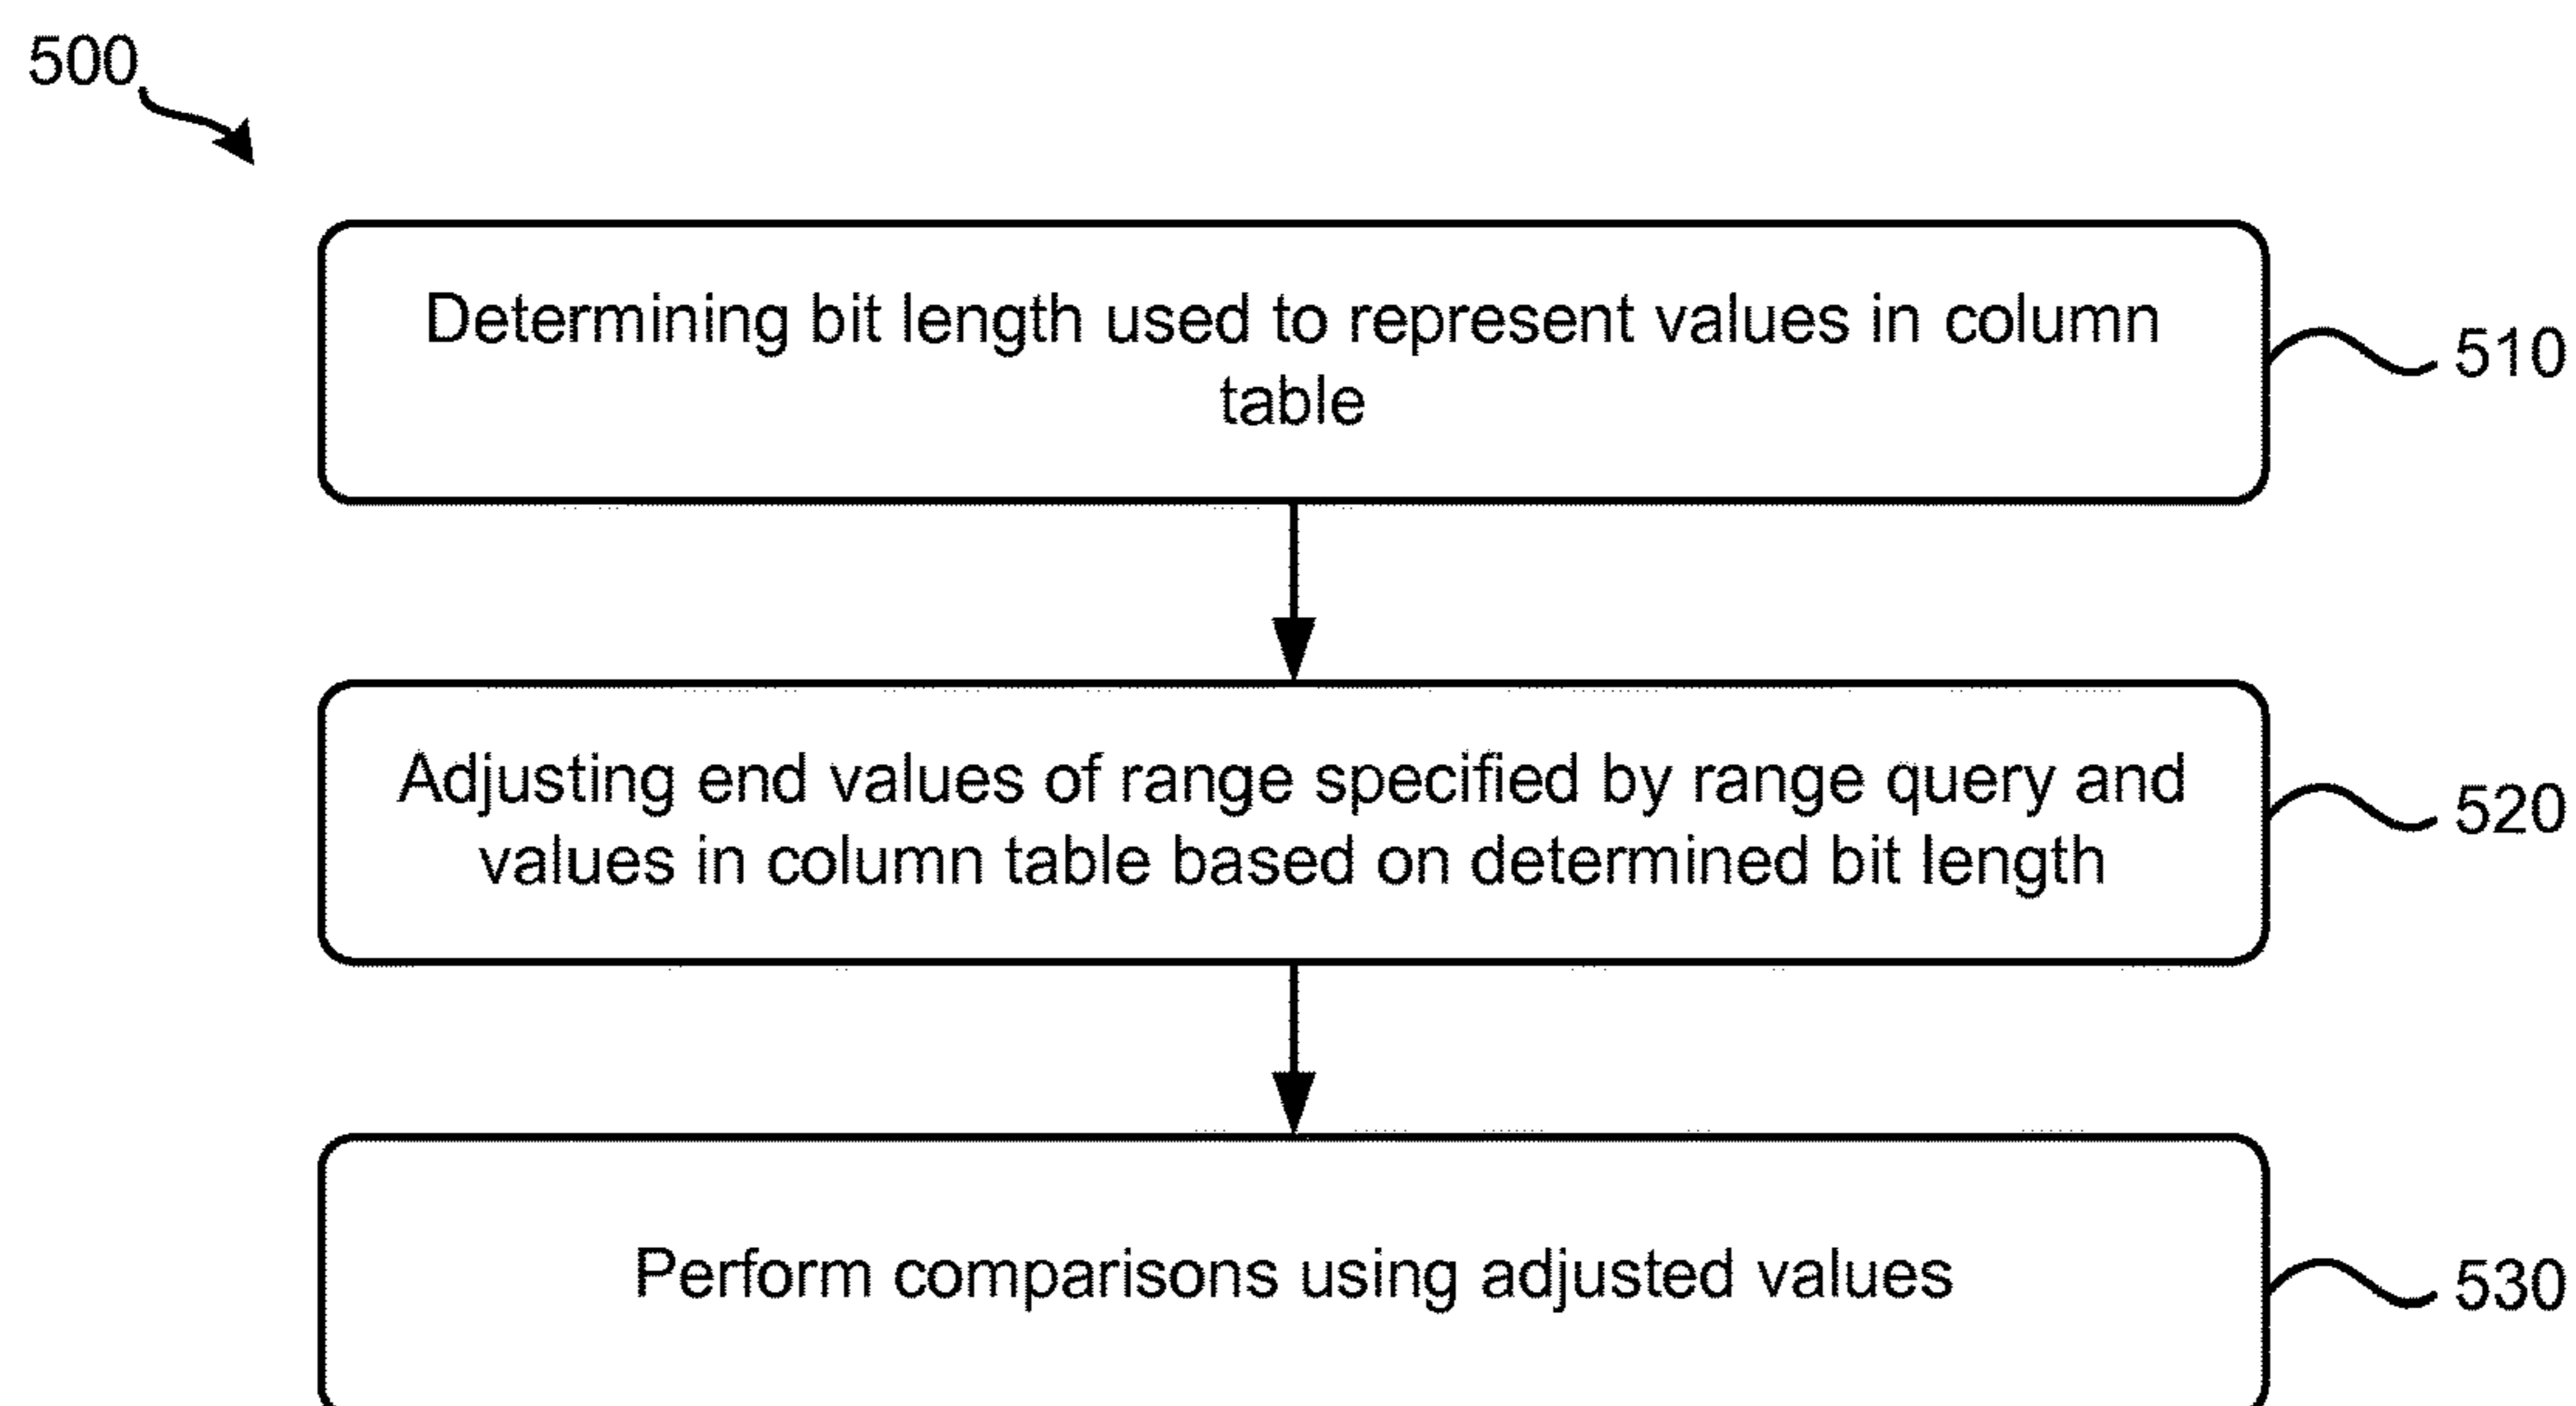 500
Determining bit length used to represent values in column
table
510
Adjusting end values of range specified by range query and
values in column table based on determined bit length
520
Perform comparisons using adjusted values
530